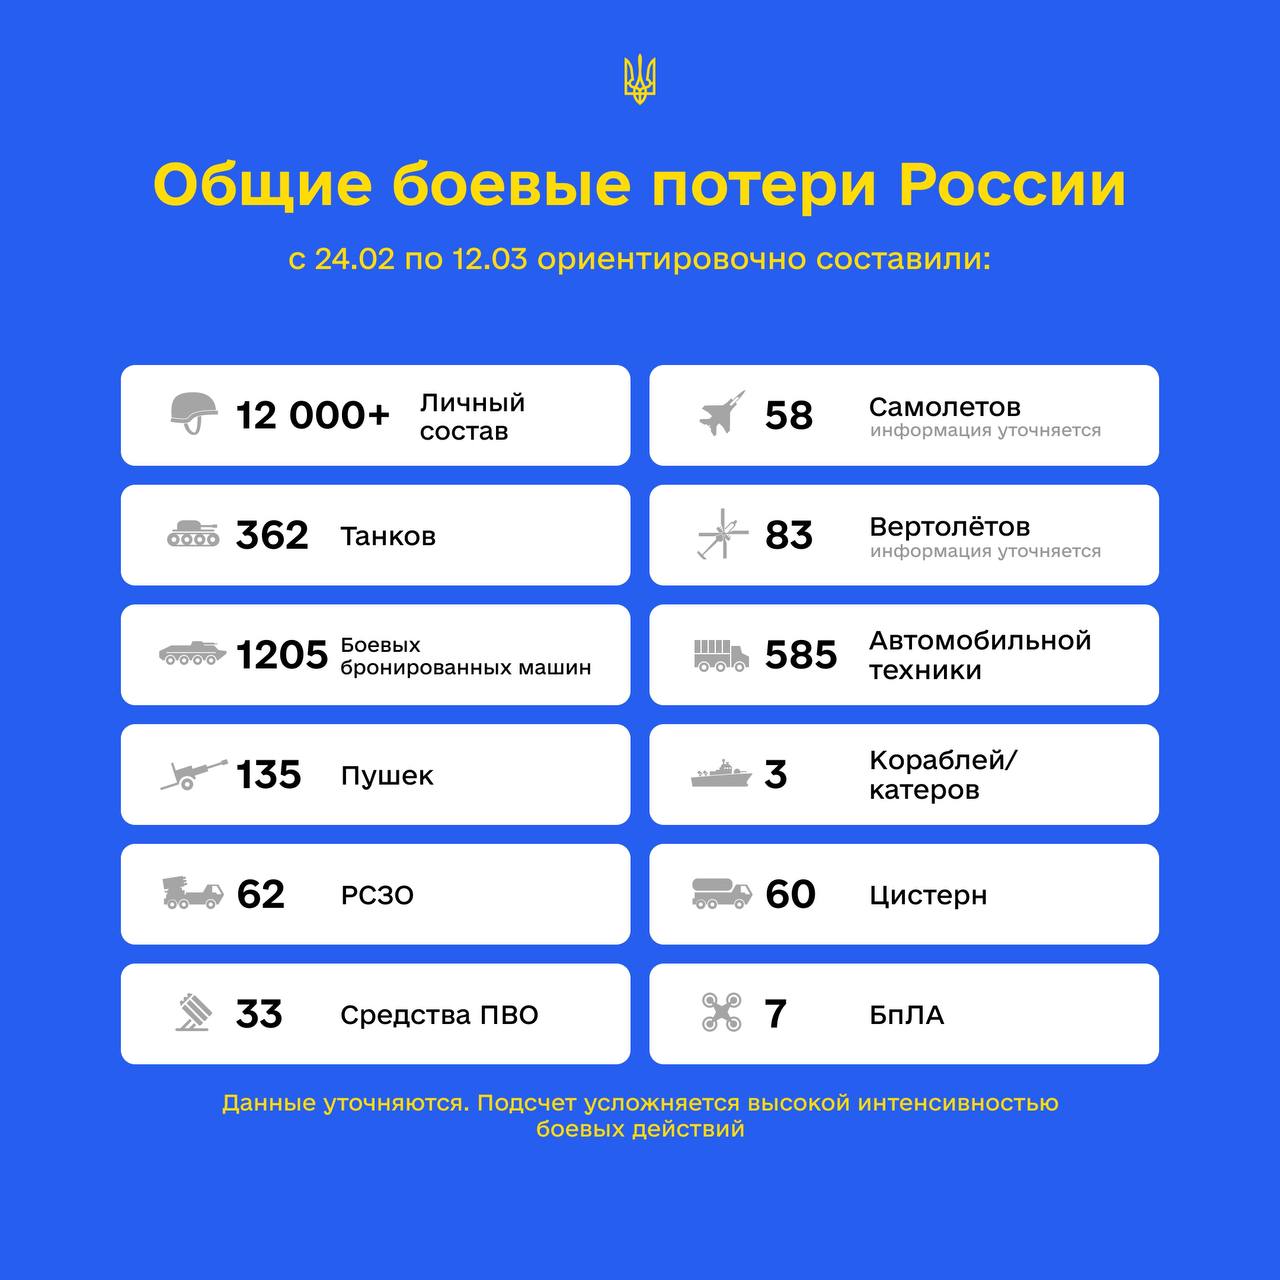 Общие боевые потери России
с 24.02 по 12.03 ориентировочно составили:
12 000+ Личный
состав
58 Самолетов
информация уточняется
362 Танков
83 Вертолётов
информация уточняется
1205 Боевых
бронированных машин
585 Автомобильной
техники
135 Пушек
3 Кораблей/
катеров
62 РСЗО
60 Цистерн
33 Средства ПВО
7 БпЛА
Данные уточняются. Подсчет усложняется высокой интенсивностью
боевых действий